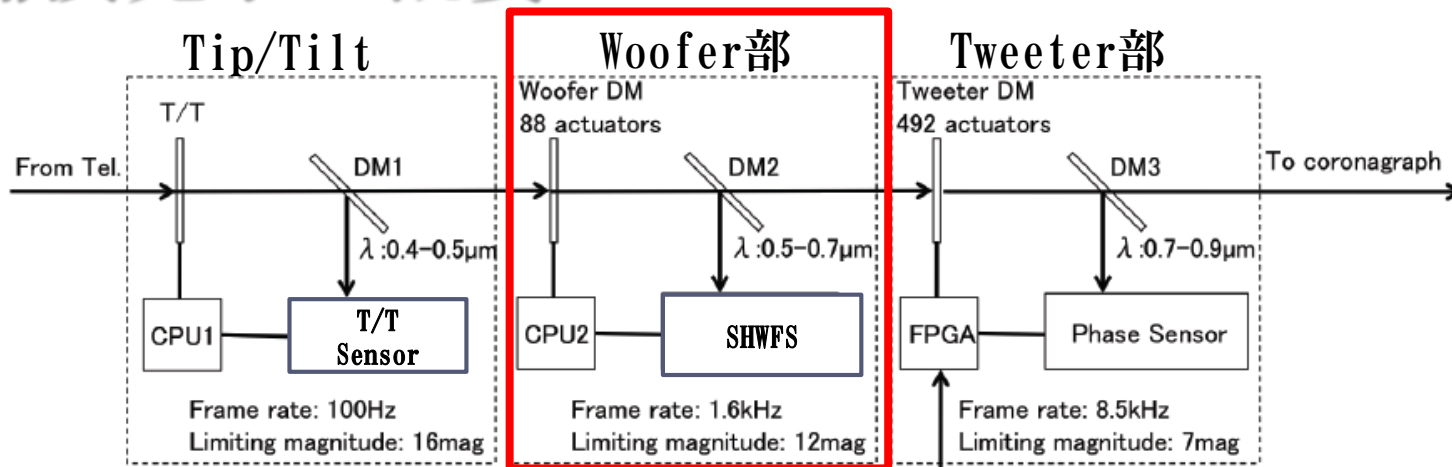 Tip/Tilt
Woofer部
Tweeter部
T/T
Woofer DM
88 actuators
Tweeter DM
492 actuators
From Tel.
DM1
DM2
DM3
To coronagraph
λ:0.4-0.5μm
λ:0.5-0.7μm
λ:0.7-0.9μm
CPU1
T/T
Sensor
CPU2
SHWFS
FPGA
Phase Sensor
Frame rate: 100Hz
Limiting magnitude: 16mag
Frame rate: 1.6kHz
Limiting magnitude: 12mag
Frame rate: 8.5kHz
Limiting magnitude: 7mag